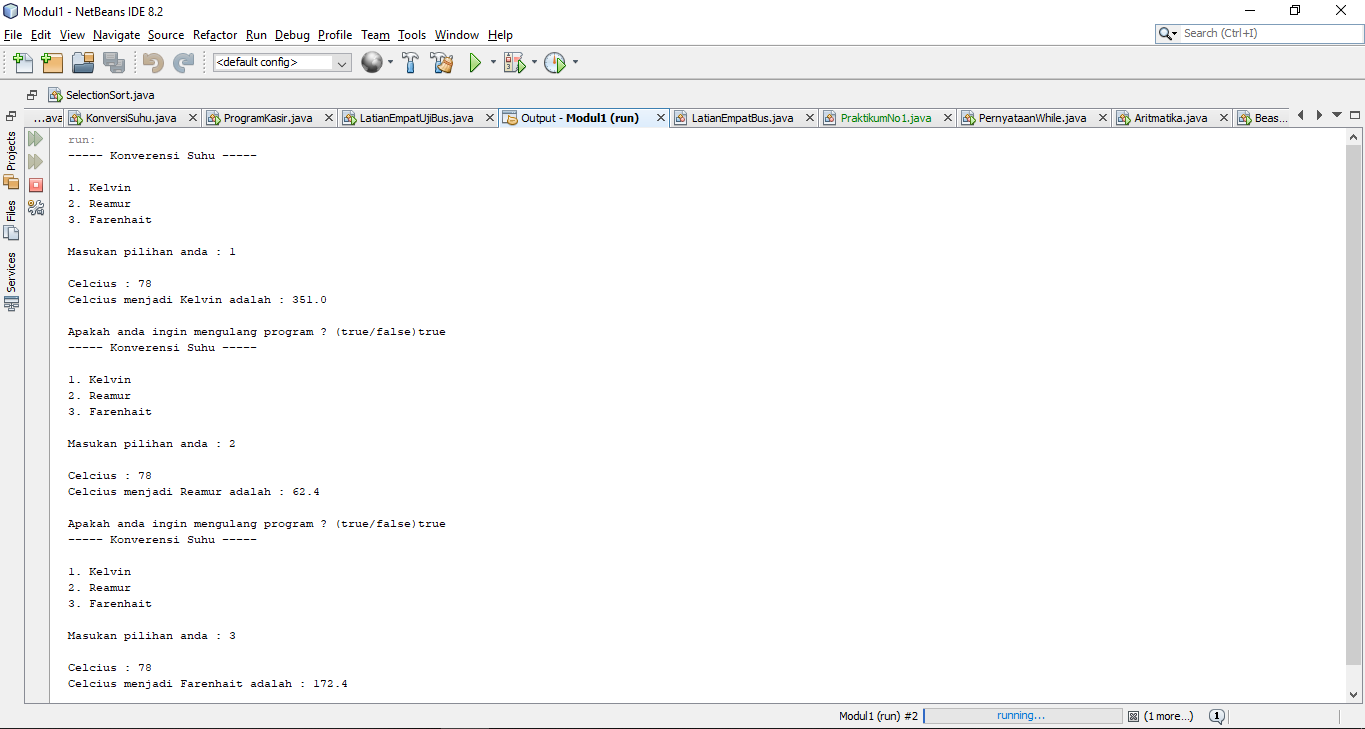 Modul1 - NetBeans IDE 8.2
File Edit View Navigate Source Refactor Run Debug Profile Team Tools Window Help
Search (Ctrl+I)
<default config>
SelectionSort.java
...ava KonversiSuhu.java ProgramKasir.java LatianEmpatUjiBus.java Output - Modul1 (run) LatianEmpatBus.java PraktikumNo1.java PernyataanWhile.java Aritmatika.java Beas...
Projects
Files
Services
run:
----- Konverensi Suhu -----
1. Kelvin
2. Reamur
3. Farenhait
Masukan pilihan anda : 1
Celcius : 78
Celcius menjadi Kelvin adalah : 351.0
Apakah anda ingin mengulang program ? (true/false)true
----- Konverensi Suhu -----
1. Kelvin
2. Reamur
3. Farenhait
Masukan pilihan anda : 2
Celcius : 78
Celcius menjadi Reamur adalah : 62.4
Apakah anda ingin mengulang program ? (true/false)true
----- Konverensi Suhu -----
1. Kelvin
2. Reamur
3. Farenhait
Masukan pilihan anda : 3
Celcius : 78
Celcius menjadi Farenhait adalah : 172.4
Modul1 (run) #2 running... (1 more...) 1